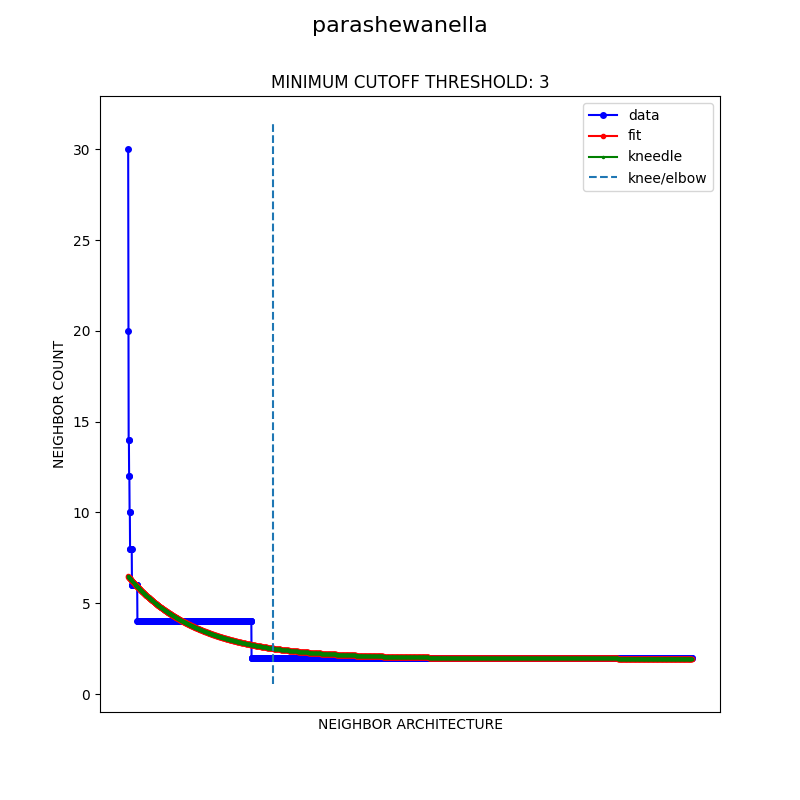 parashewanella
MINIMUM CUTOFF THRESHOLD: 3
data
fit
kneedle
knee/elbow
30
25
20
15
10
5
0
NEIGHBOR COUNT
NEIGHBOR ARCHITECTURE